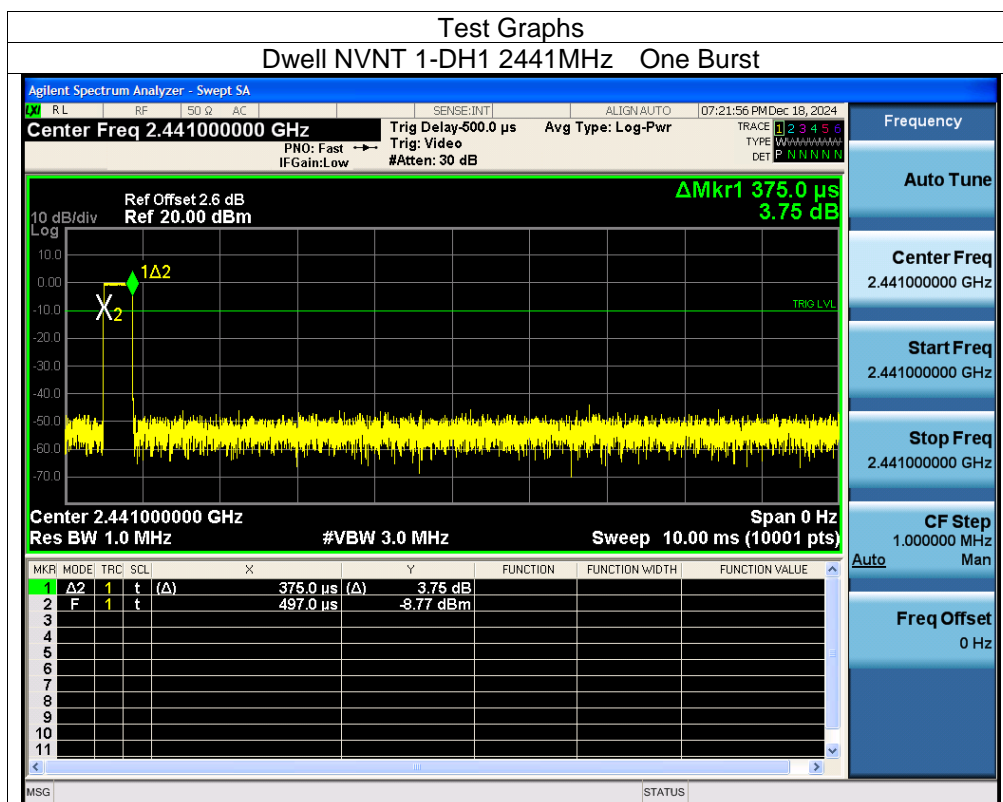 Test Graphs
Dwell NVNT 1-DH1 2441MHz One Burst
Agilent Spectrum Analyzer - Swept SA
LXI RL RF 50 Ω AC SENSE:INT ALIGN AUTO 07:21:56 PM Dec 18, 2024
Center Freq 2.441000000 GHz
PNO: Fast
IFGain:Low
Trig Delay-500.0 µs
Trig: Video
#Atten: 30 dB
Avg Type: Log-Pwr
TRACE 1 2 3 4 5 6
TYPE W
DET P N N N N N
ΔMkr1 375.0 µs
3.75 dB
Ref Offset 2.6 dB
10 dB/div Ref 20.00 dBm
Log
10.0
0.00
-10.0
-20.0
-30.0
-40.0
-50.0
-60.0
-70.0
1Δ2
X2
TRIG LVL
Center 2.441000000 GHz Span 0 Hz
Res BW 1.0 MHz #VBW 3.0 MHz Sweep 10.00 ms (10001 pts)
MKR MODE TRC SCL X Y FUNCTION FUNCTION WIDTH FUNCTION VALUE
1 Δ2 1 t (Δ) 375.0 µs (Δ) 3.75 dB
2 F 1 t 497.0 µs -8.77 dBm
3
4
5
6
7
8
9
10
11
MSG STATUS
Frequency
Auto Tune
Center Freq
2.441000000 GHz
Start Freq
2.441000000 GHz
Stop Freq
2.441000000 GHz
CF Step
1.000000 MHz
Auto Man
Freq Offset
0 Hz